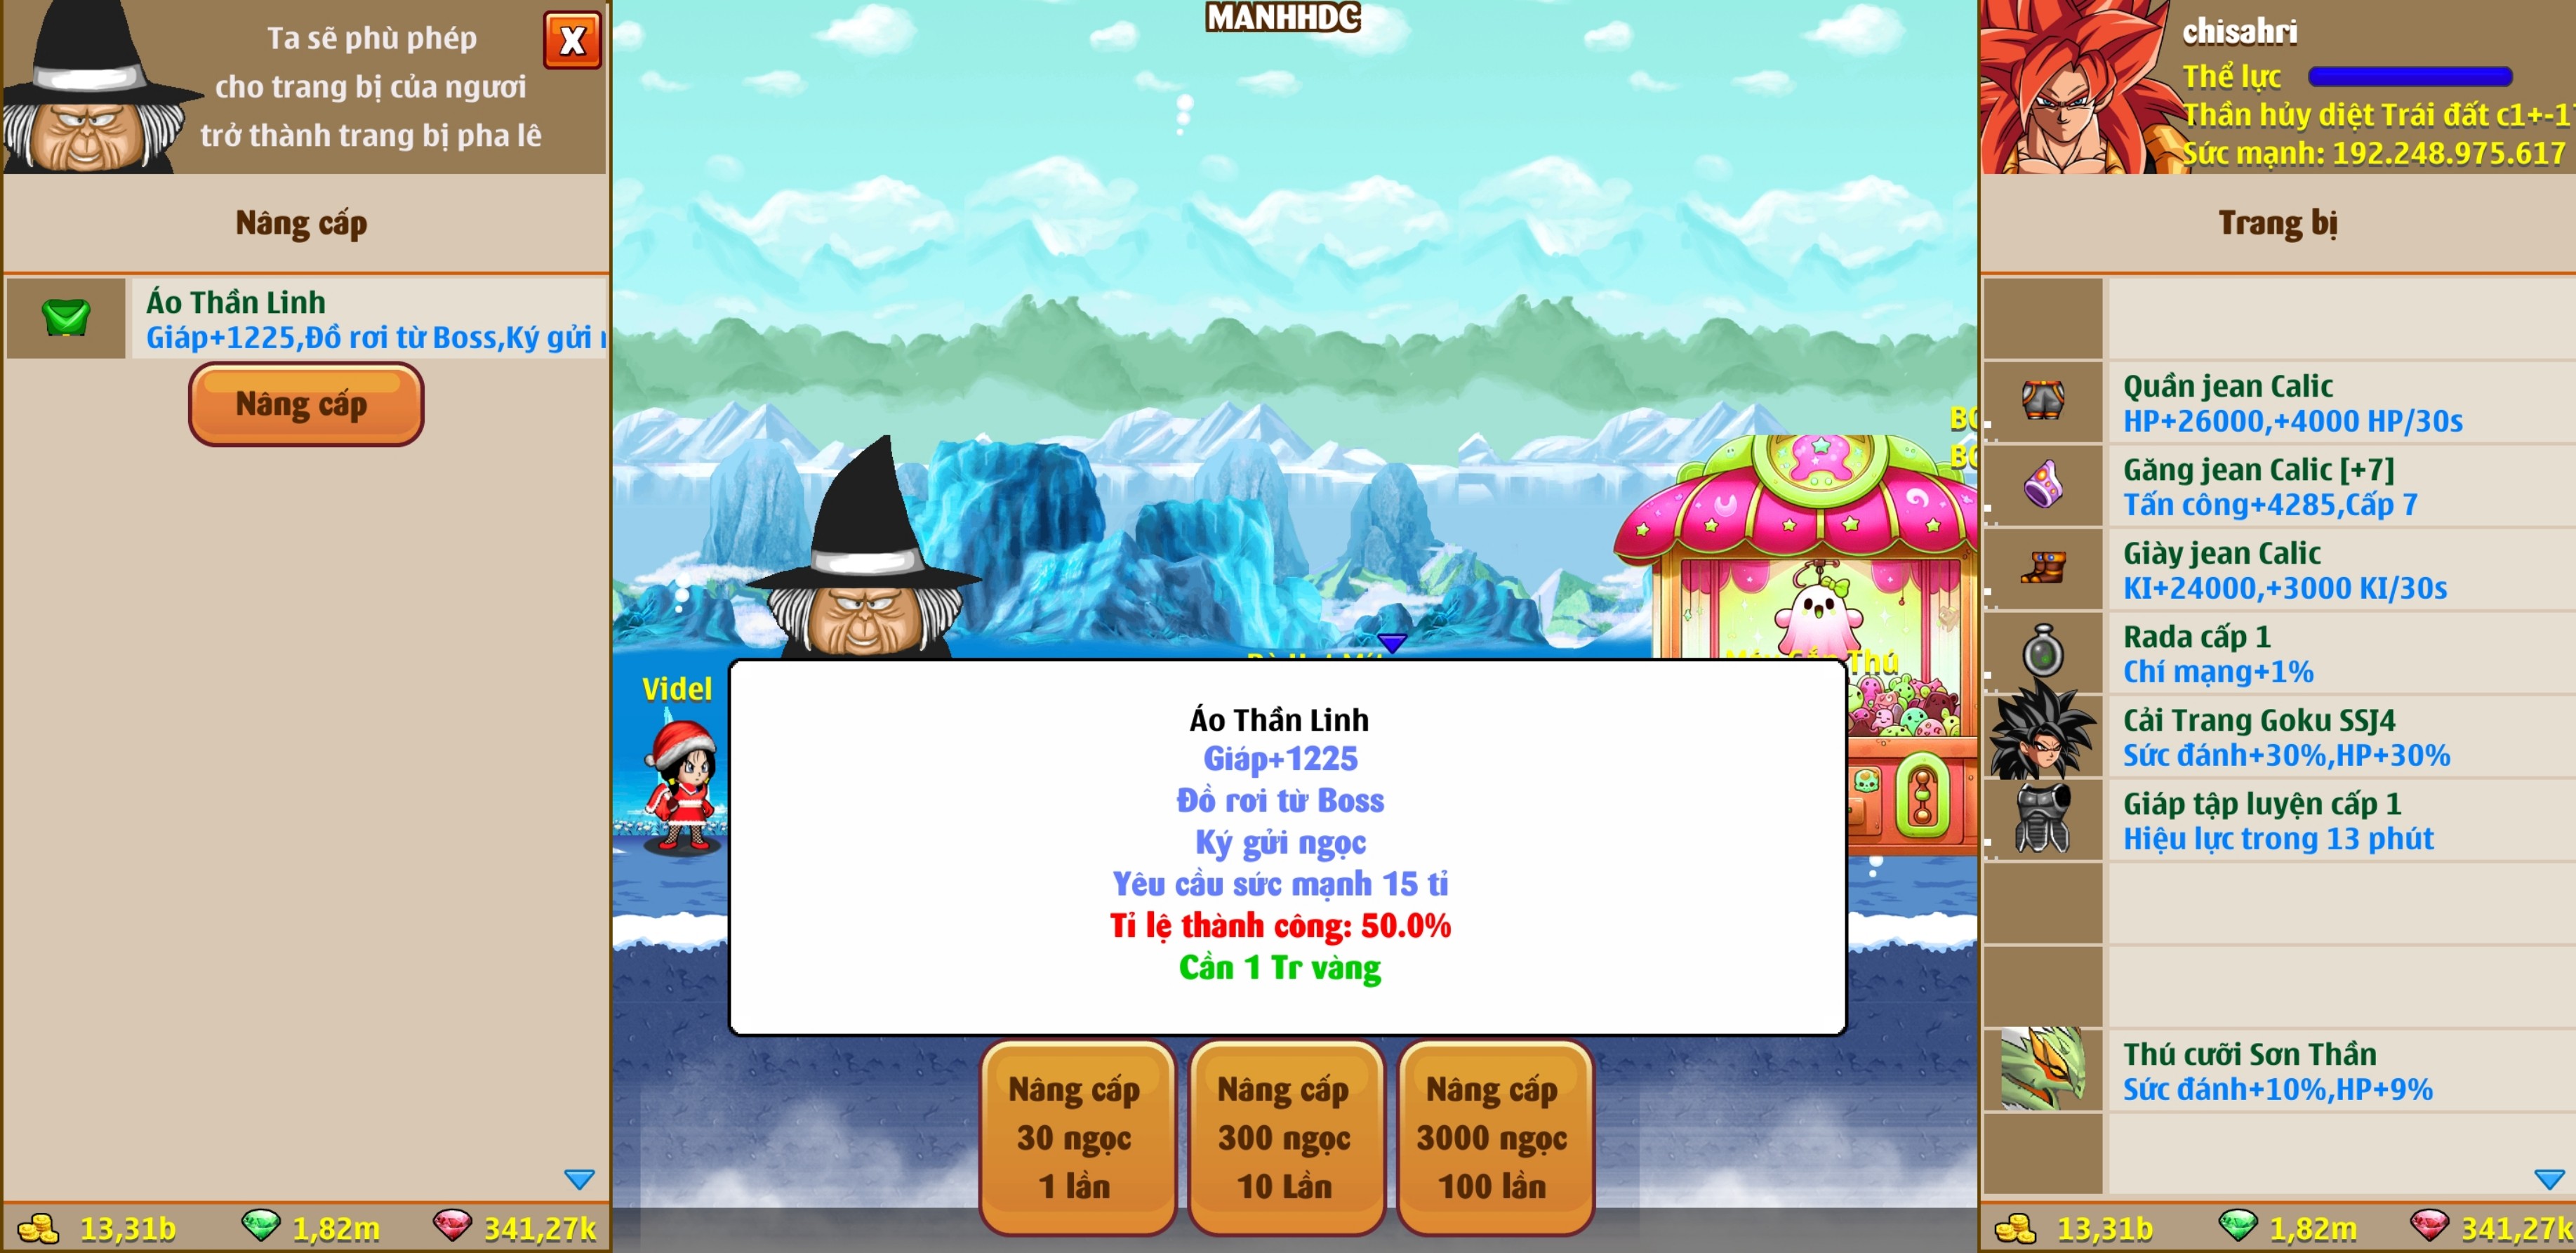 Ta sẽ phù phép
cho trang bị của ngươi
trở thành trang bị pha lê
X
Nâng cấp
Áo Thần Linh
Giáp+1225,Đồ rơi từ Boss,Ký gửi
Nâng cấp
13,31b
1,82m
341,27k
MANHHDC
Videl
Áo Thần Linh
Giáp+1225
Đồ rơi từ Boss
Ký gửi ngọc
Yêu cầu sức mạnh 15 tỉ
Tỉ lệ thành công: 50.0%
Cần 1 Tr vàng
Nâng cấp
30 ngọc
1 lần
Nâng cấp
300 ngọc
10 Lần
Nâng cấp
3000 ngọc
100 lần
Thú
chisahri
Thể lực
Thần hủy diệt Trái đất c1+-1
Sức mạnh: 192.248.975.617
Trang bị
Quần jean Calic
HP+26000,+4000 HP/30s
Găng jean Calic [+7]
Tấn công+4285,Cấp 7
Giày jean Calic
KI+24000,+3000 KI/30s
Rada cấp 1
Chí mạng+1%
Cải Trang Goku SSJ4
Sức đánh+30%,HP+30%
Giáp tập luyện cấp 1
Hiệu lực trong 13 phút
Thú cưỡi Sơn Thần
Sức đánh+10%,HP+9%
13,31b
1,82m
341,27k